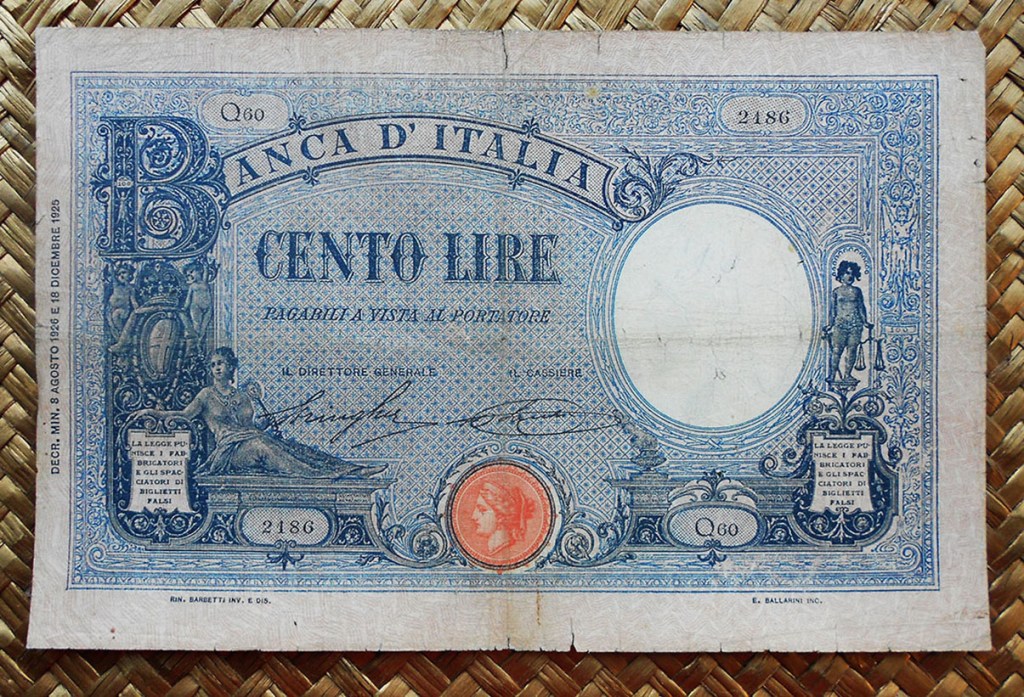 Q60
2186
BANCA D'ITALIA
CENTO LIRE
PAGABILI A VISTA AL PORTATORE
IL DIRETTORE GENERALE
IL CASSIERE
DECR. MIN. 8 AGOSTO 1926 E 18 DICEMBRE 1925
LA LEGGE PU-
NISCE I FAB-
BRICATORI
E GLI SPAC-
CIATORI DI
BIGLIETTI
FALSI
LA LEGGE PU-
NISCE I FAB-
BRICATORI
E GLI SPAC-
CIATORI DI
BIGLIETTI
FALSI
2186
Q60
RIN. BARBETTI INV. E DIS.
E. BALLARINI INC.